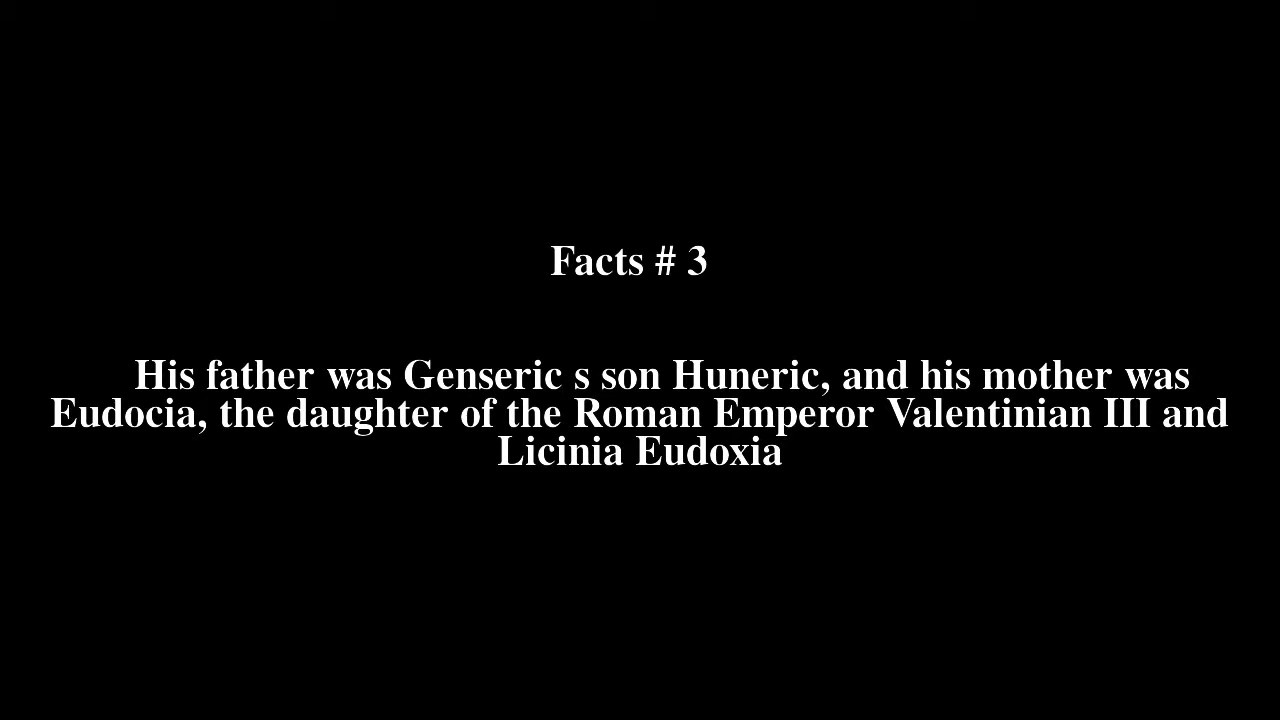 Facts # 3
His father was Genseric s son Huneric, and his mother was
Eudocia, the daughter of the Roman Emperor Valentinian III and
Licinia Eudoxia